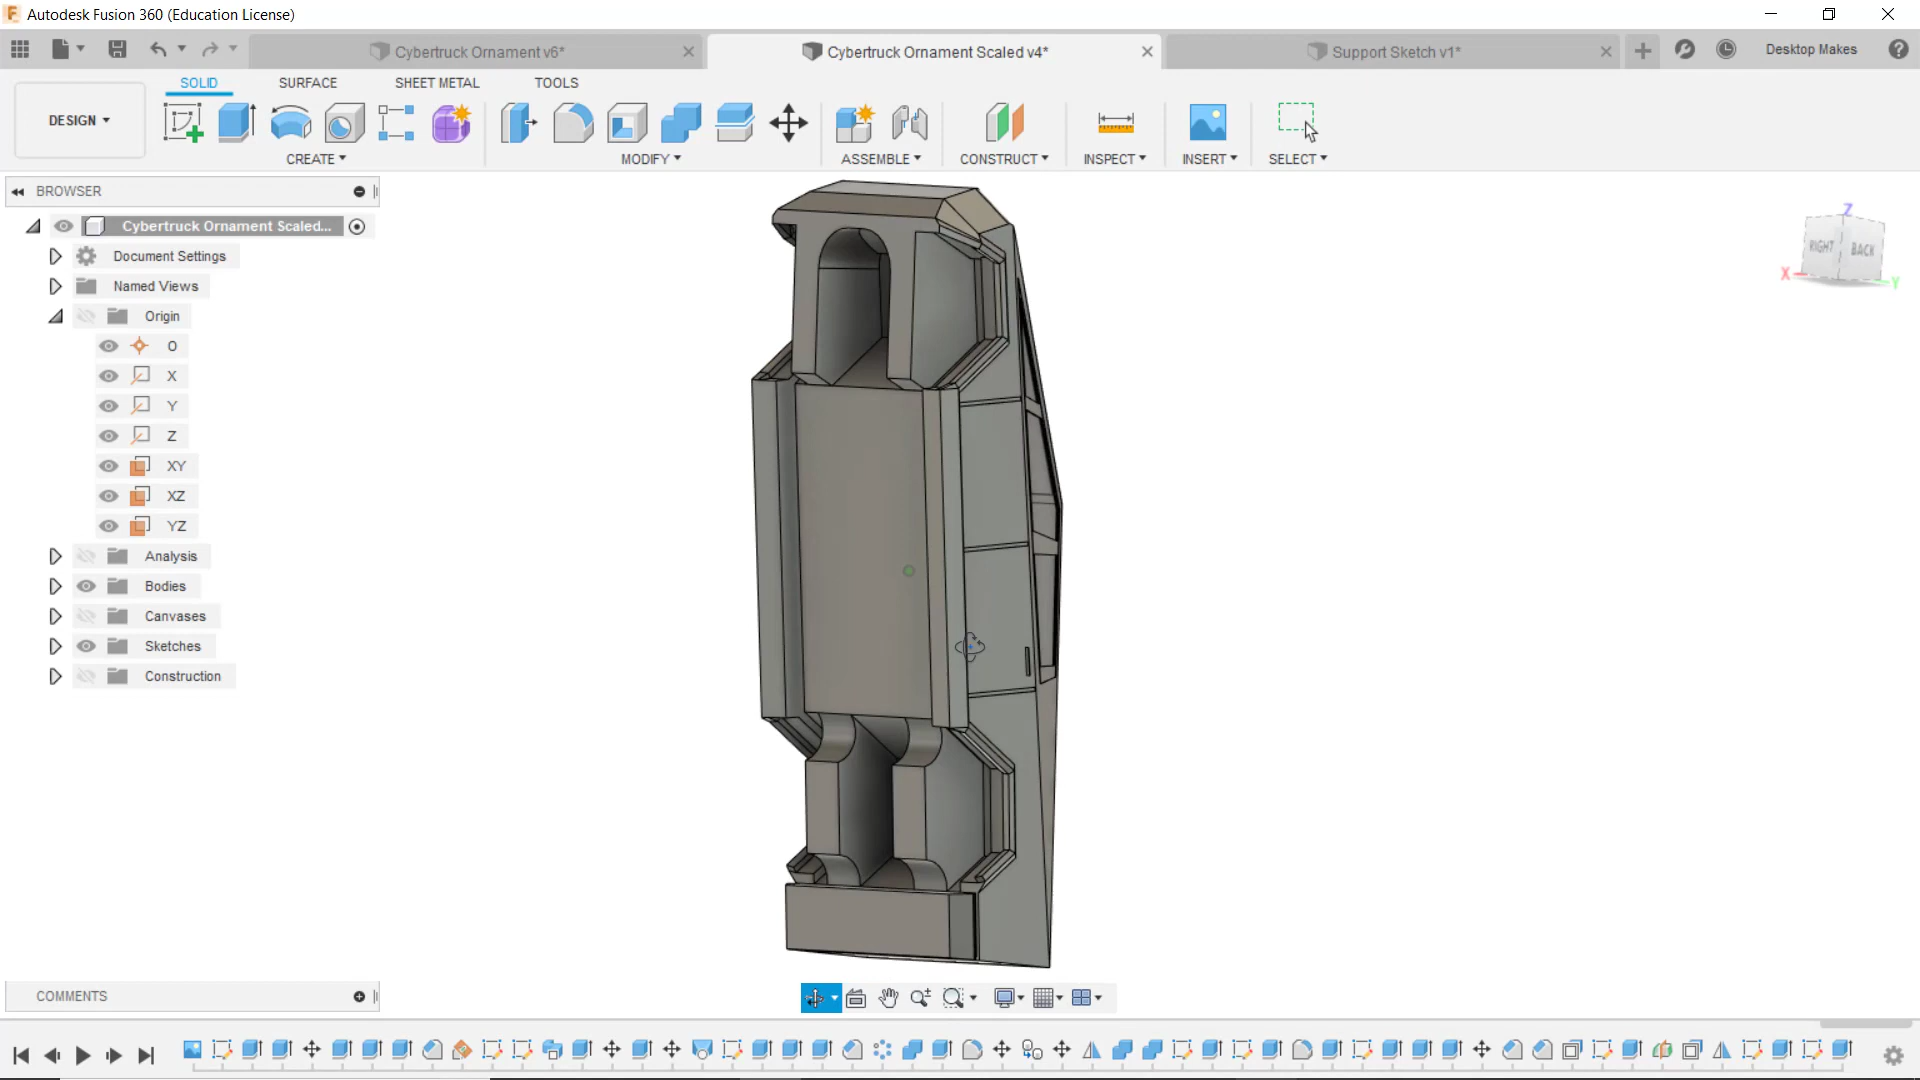 Autodesk Fusion 360 (Education License)
Cybertruck Ornament v6*
Cybertruck Ornament Scaled v4*
Support Sketch v1*
Desktop Makes
DESIGN
SOLID
SURFACE
SHEET METAL
TOOLS
CREATE
MODIFY
ASSEMBLE
CONSTRUCT
INSPECT
INSERT
SELECT
BROWSER
Cybertruck Ornament Scaled...
Document Settings
Named Views
Origin
O
X
Y
Z
XY
XZ
YZ
Analysis
Bodies
Canvases
Sketches
Construction
Z
RIGHT
BACK
X
Y
COMMENTS